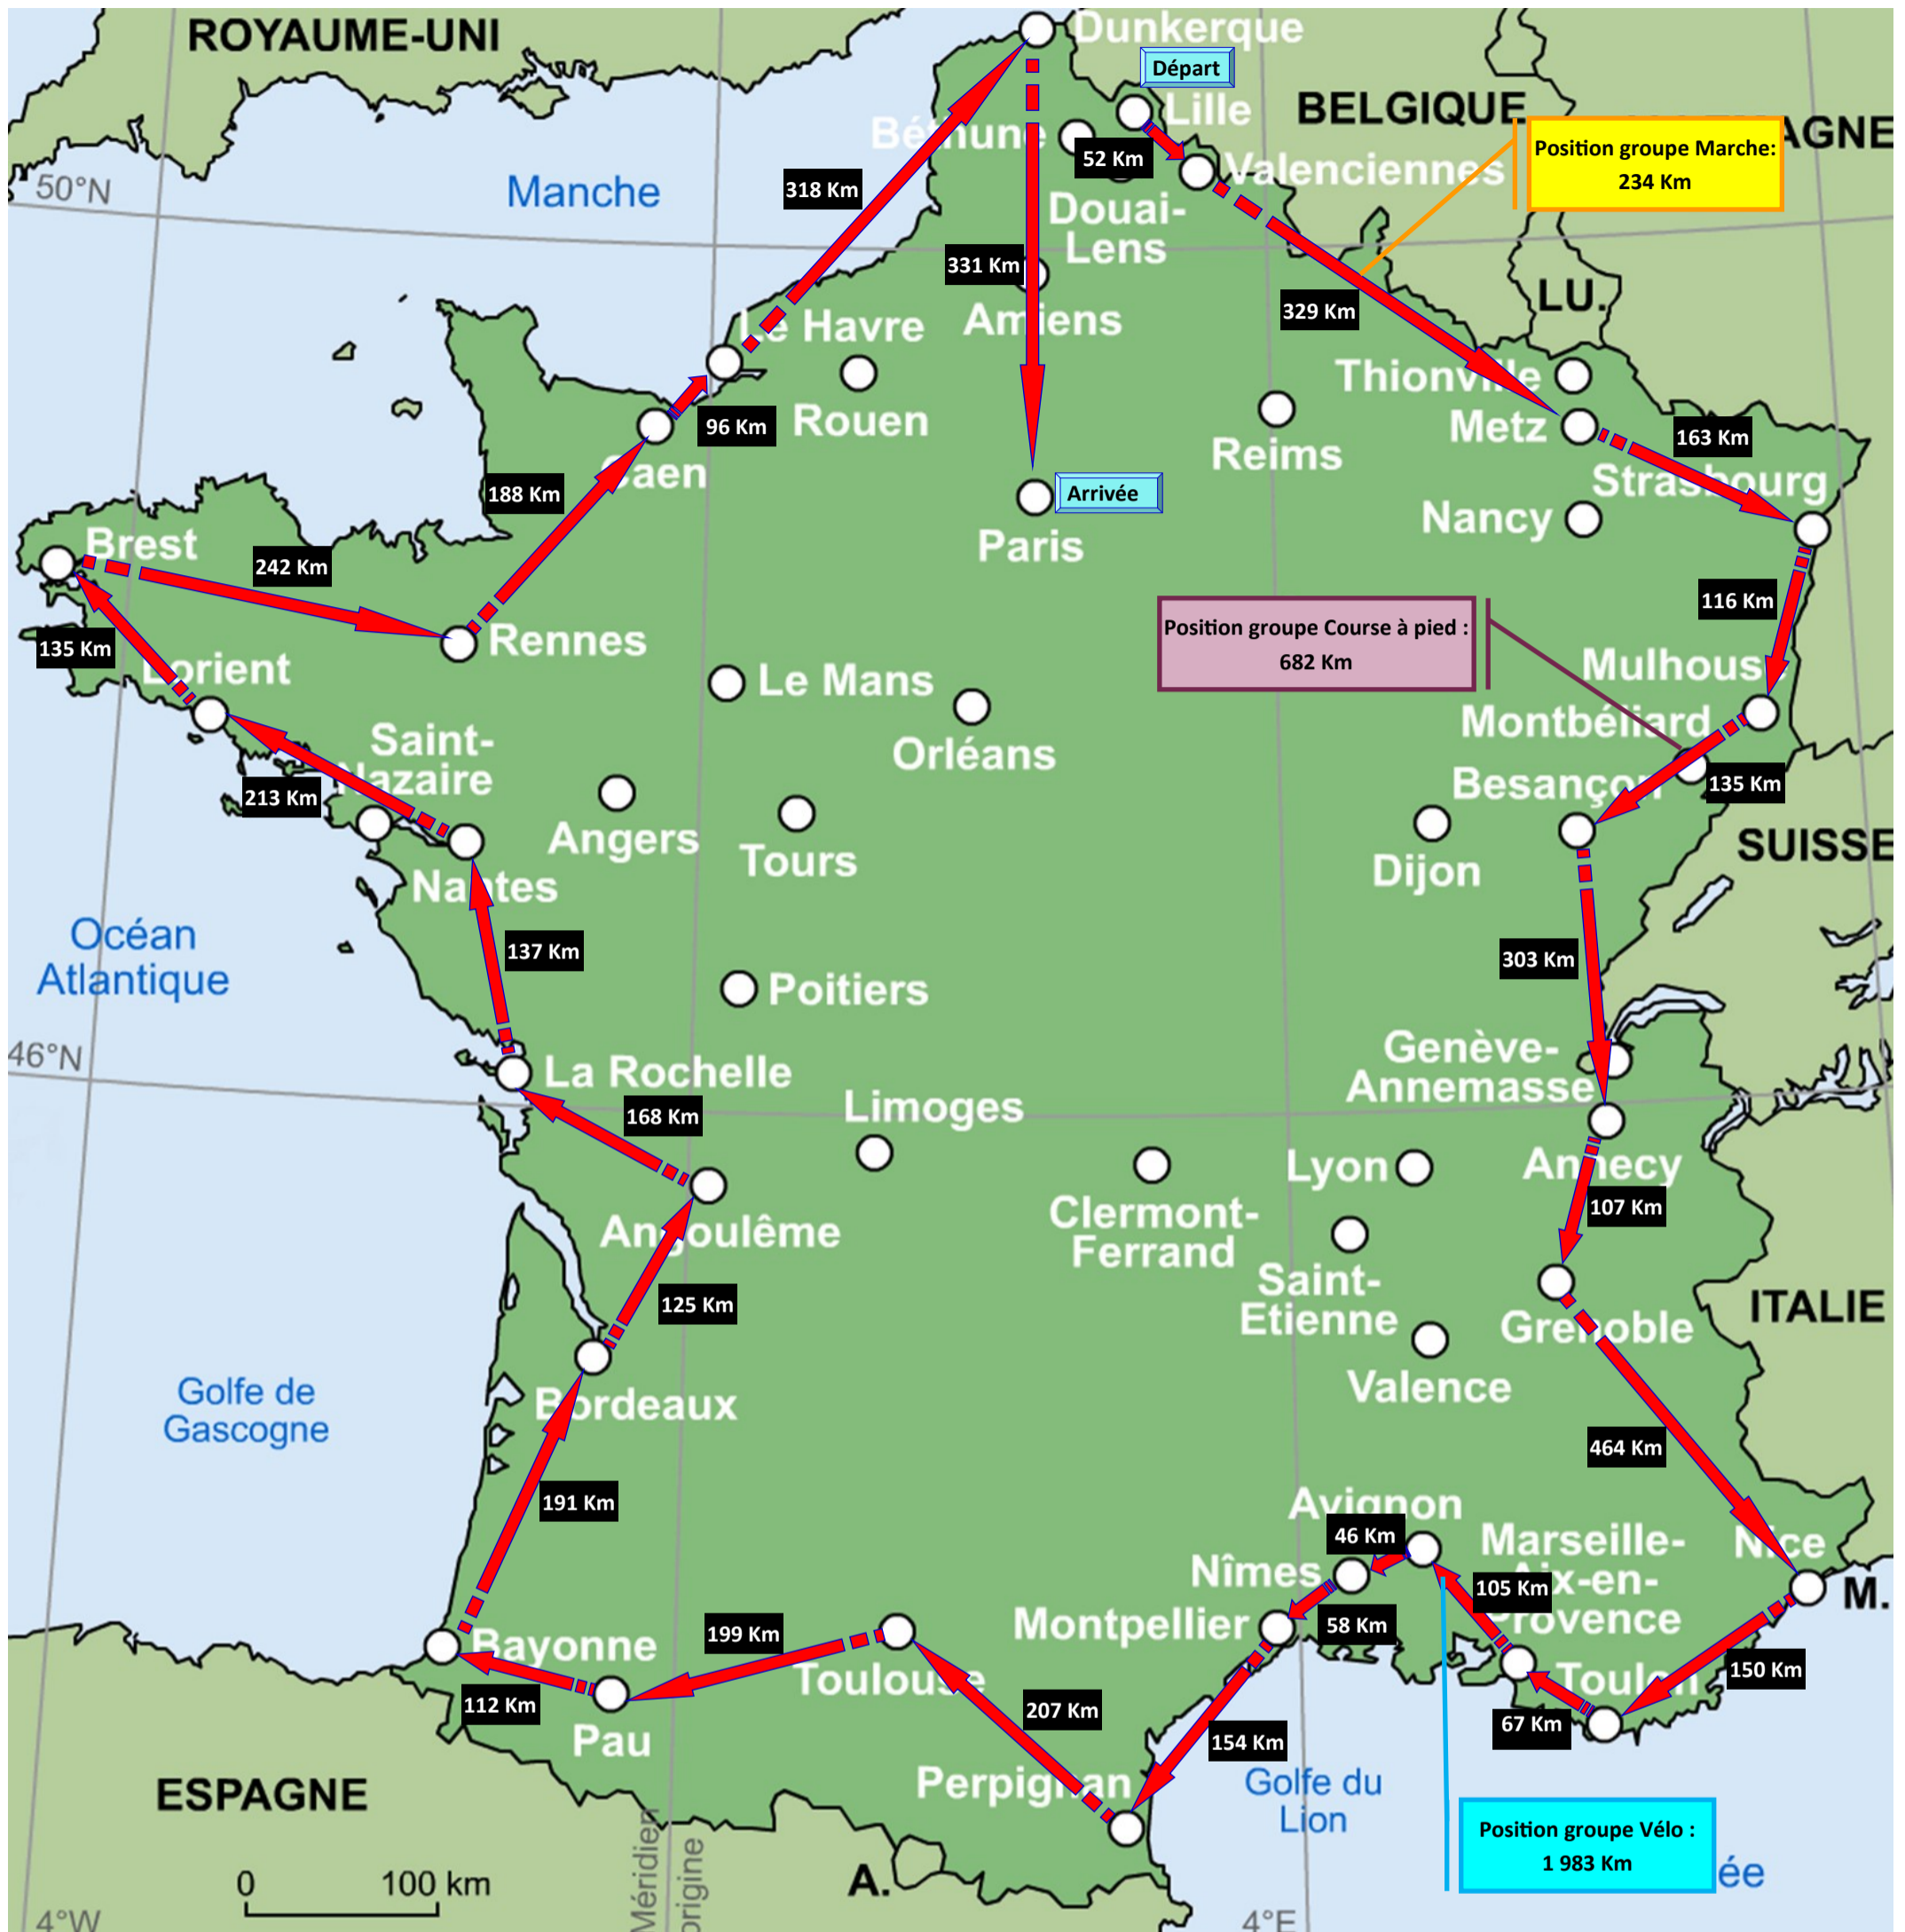 ROYAUME-UNI
Dunkerque
Départ
Lille
BELGIQUE
AGNE
Béthune
52 Km
Valenciennes
Position groupe Marche:
234 Km
50°N
Manche
318 Km
Douai-
Lens
331 Km
Amiens
329 Km
LU.
Le Havre
Rouen
96 Km
Caen
188 Km
Reims
Thionville
Metz
163 Km
Strasbourg
Nancy
Arrivée
Paris
Brest
242 Km
135 Km
Rennes
Lorient
116 Km
Position groupe Course à pied :
682 Km
Mulhouse
Montbéliard
Besançon
135 Km
Le Mans
Orléans
Saint-
Nazaire
213 Km
Angers
Tours
Nantes
Dijon
SUISSE
Océan
Atlantique
137 Km
Poitiers
303 Km
46°N
La Rochelle
168 Km
Limoges
Genève-
Annemasse
Annecy
107 Km
Lyon
Angoulême
125 Km
Clermont-
Ferrand
Saint-
Etienne
Grenoble
ITALIE
Valence
Bordeaux
Golfe de
Gascogne
191 Km
464 Km
Avignon
46 Km
Marseille-
Aix-en-
Provence
105 Km
Nice
M.
Nîmes
58 Km
Montpellier
Toulon
150 Km
67 Km
Bayonne
199 Km
Toulouse
112 Km
Pau
207 Km
154 Km
Perpignan
Golfe du
Lion
ESPAGNE
Position groupe Vélo :
1 983 Km
ée
A.
0 100 km
Méridien
origine
4°W
4°E